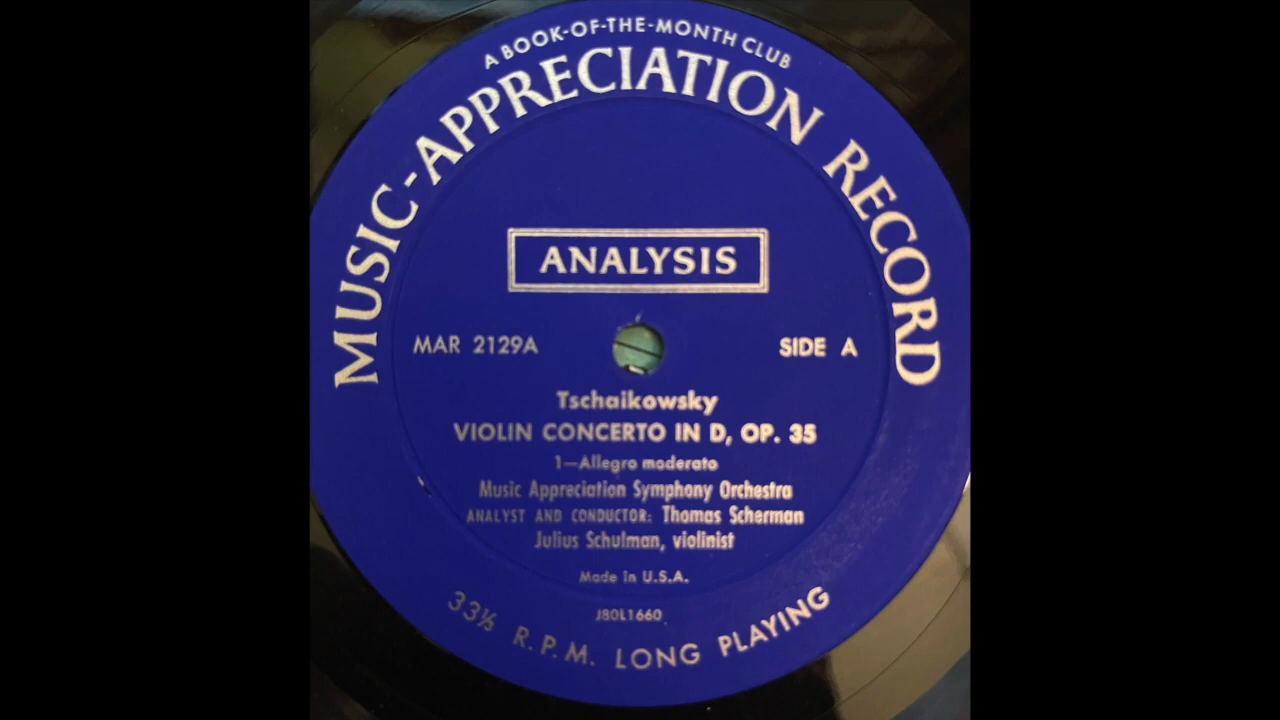 A BOOK-OF-THE-MONTH CLUB
MUSIC-APPRECIATION RECORD
ANALYSIS
MAR 2129A
SIDE A
Tschaikowsky
VIOLIN CONCERTO IN D, OP. 35
1—Allegro moderato
Music Appreciation Symphony Orchestra
ANALYST AND CONDUCTOR: Thomas Scherman
Julius Schulman, violinist
Made in U.S.A.
J80L1660
33⅓ R.P.M. LONG PLAYING